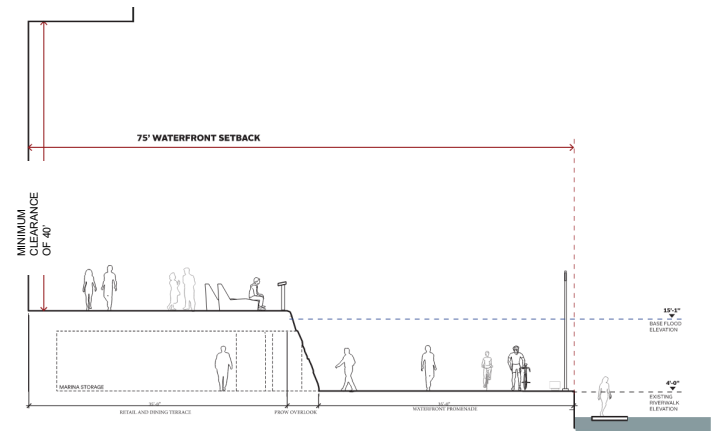 75' WATERFRONT SETBACK
MINIMUM
CLEARANCE
OF 40'
15'-1"
BASE FLOOD
ELEVATION
MARINA STORAGE
4'-0"
EXISTING
RIVERWALK
ELEVATION
RETAIL AND DINING TERRACE
PROW OVERLOOK
WATERFRONT PROMENADE